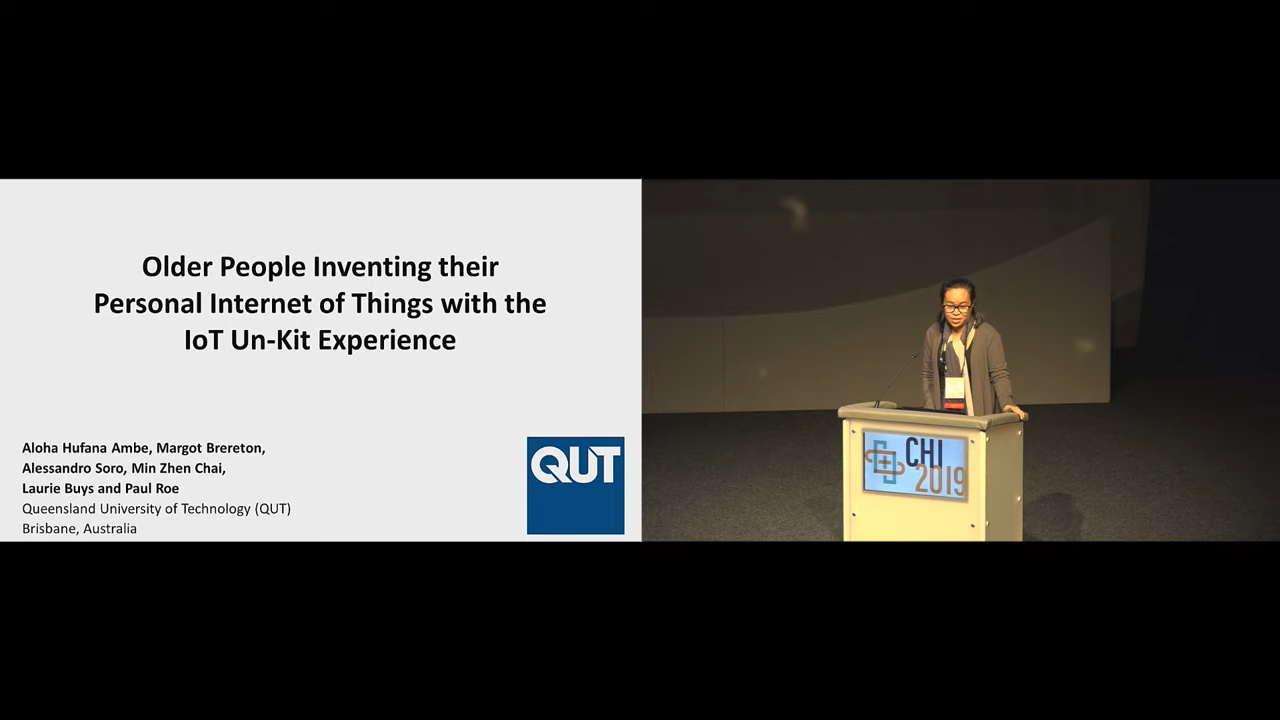 Older People Inventing their
Personal Internet of Things with the
IoT Un-Kit Experience
Aloha Hufana Ambe, Margot Brereton,
Alessandro Soro, Min Zhen Chai,
Laurie Buys and Paul Roe
Queensland University of Technology (QUT)
Brisbane, Australia
QUT
CHI
2019